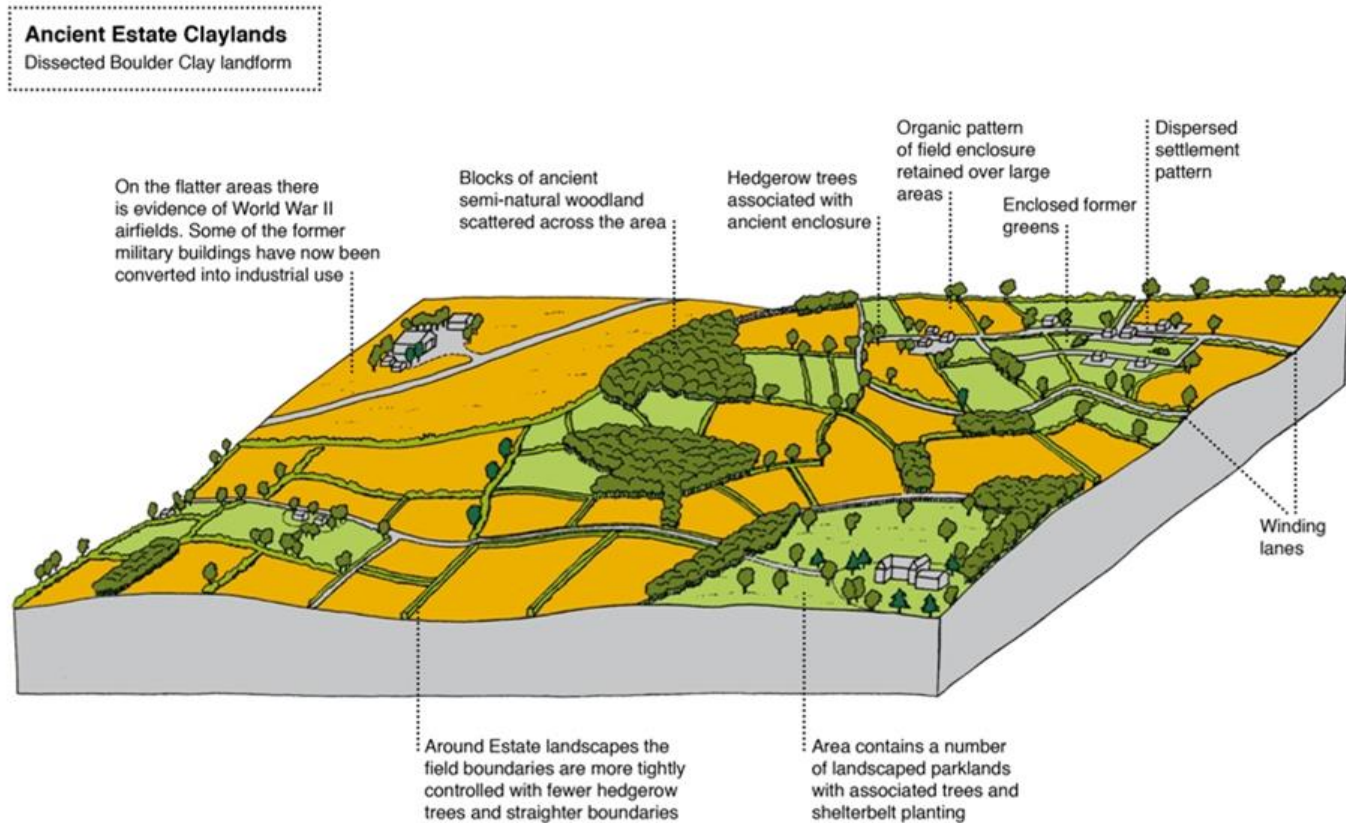 Ancient Estate Claylands
Dissected Boulder Clay landform
On the flatter areas there
is evidence of World War II
airfields. Some of the former
military buildings have now been
converted into industrial use
Blocks of ancient
semi-natural woodland
scattered across the area
Hedgerow trees
associated with
ancient enclosure
Organic pattern
of field enclosure
retained over large
areas
Enclosed former
greens
Dispersed
settlement
pattern
Winding
lanes
Around Estate landscapes the
field boundaries are more tightly
controlled with fewer hedgerow
trees and straighter boundaries
Area contains a number
of landscaped parklands
with associated trees and
shelterbelt planting